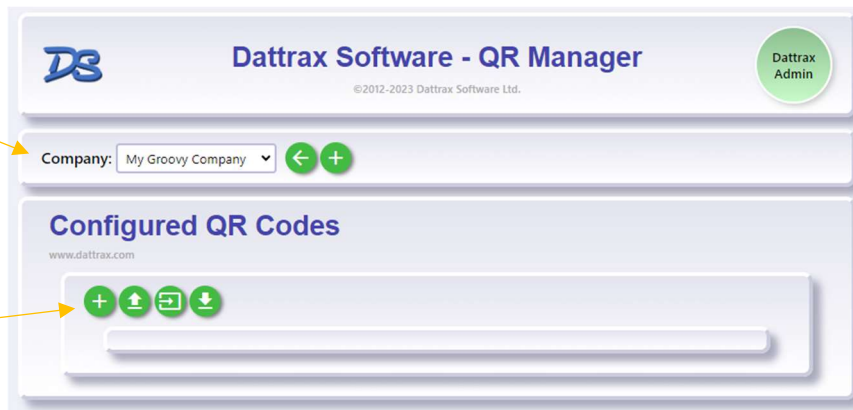 DS
Dattrax Software - QR Manager
©2012-2023 Dattrax Software Ltd.
Dattrax
Admin
Company: My Groovy Company
Configured QR Codes
www.dattrax.com